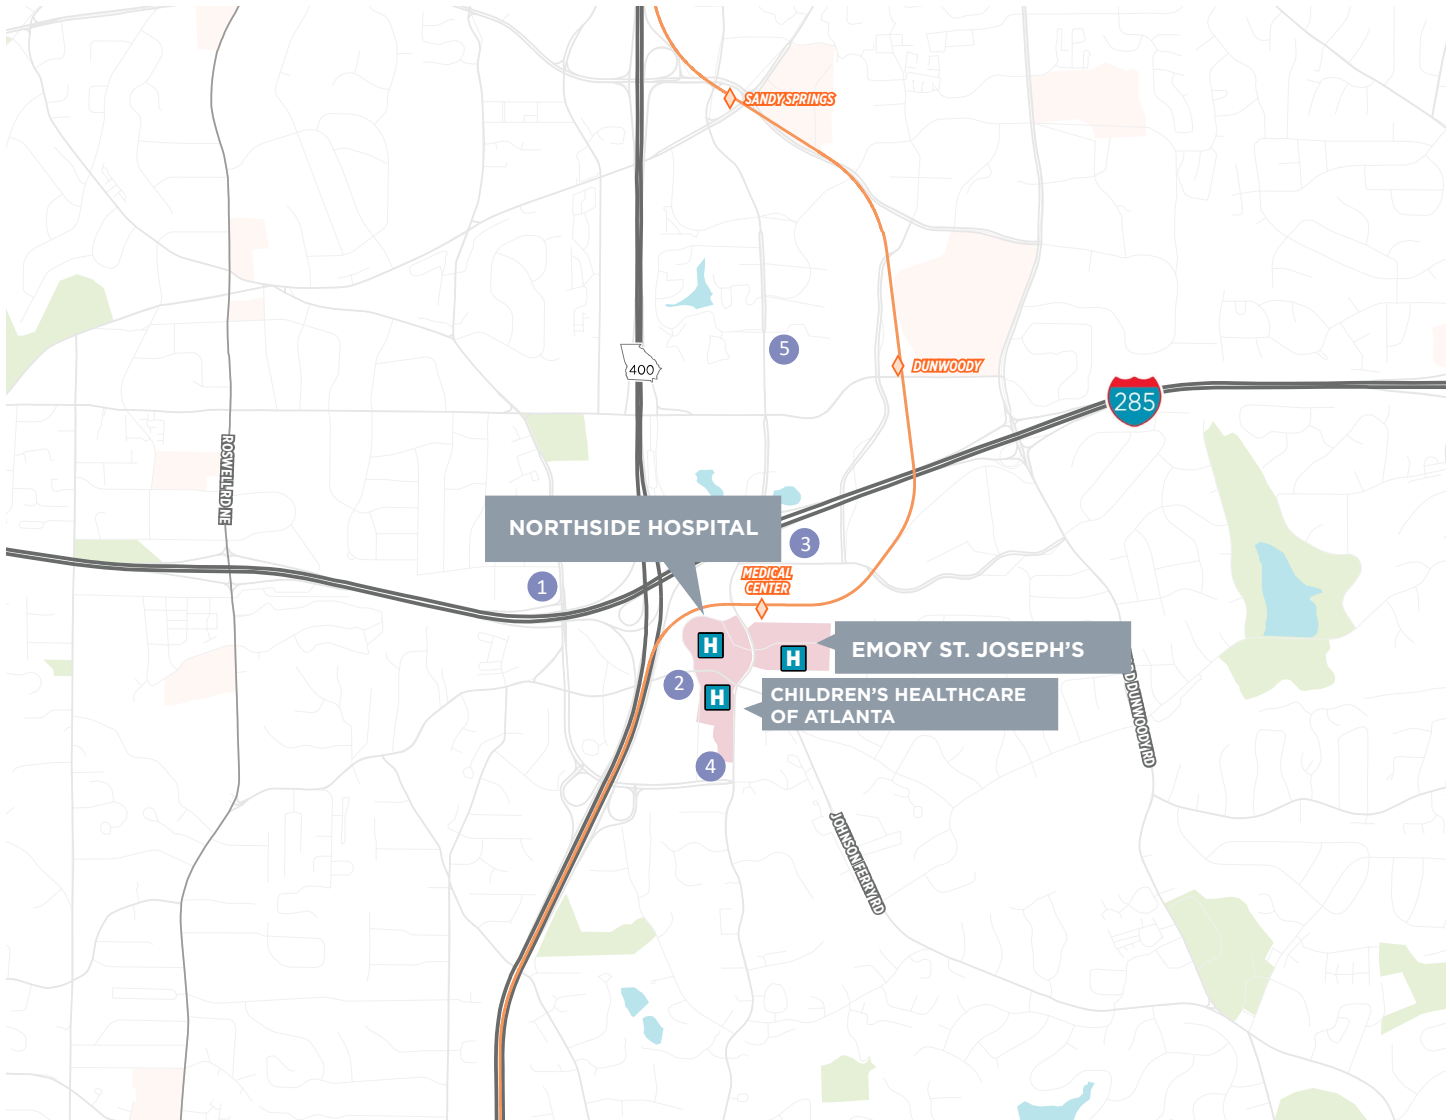 SANDY SPRINGS
5
400
DUNWOODY
285
ROSWELL RD NE
NORTHSIDE HOSPITAL
3
1
MEDICAL
CENTER
H
EMORY ST. JOSEPH'S
H
2
H
CHILDREN'S HEALTHCARE
OF ATLANTA
D DUNWOODY RD
4
JOHNSON FERRY RD